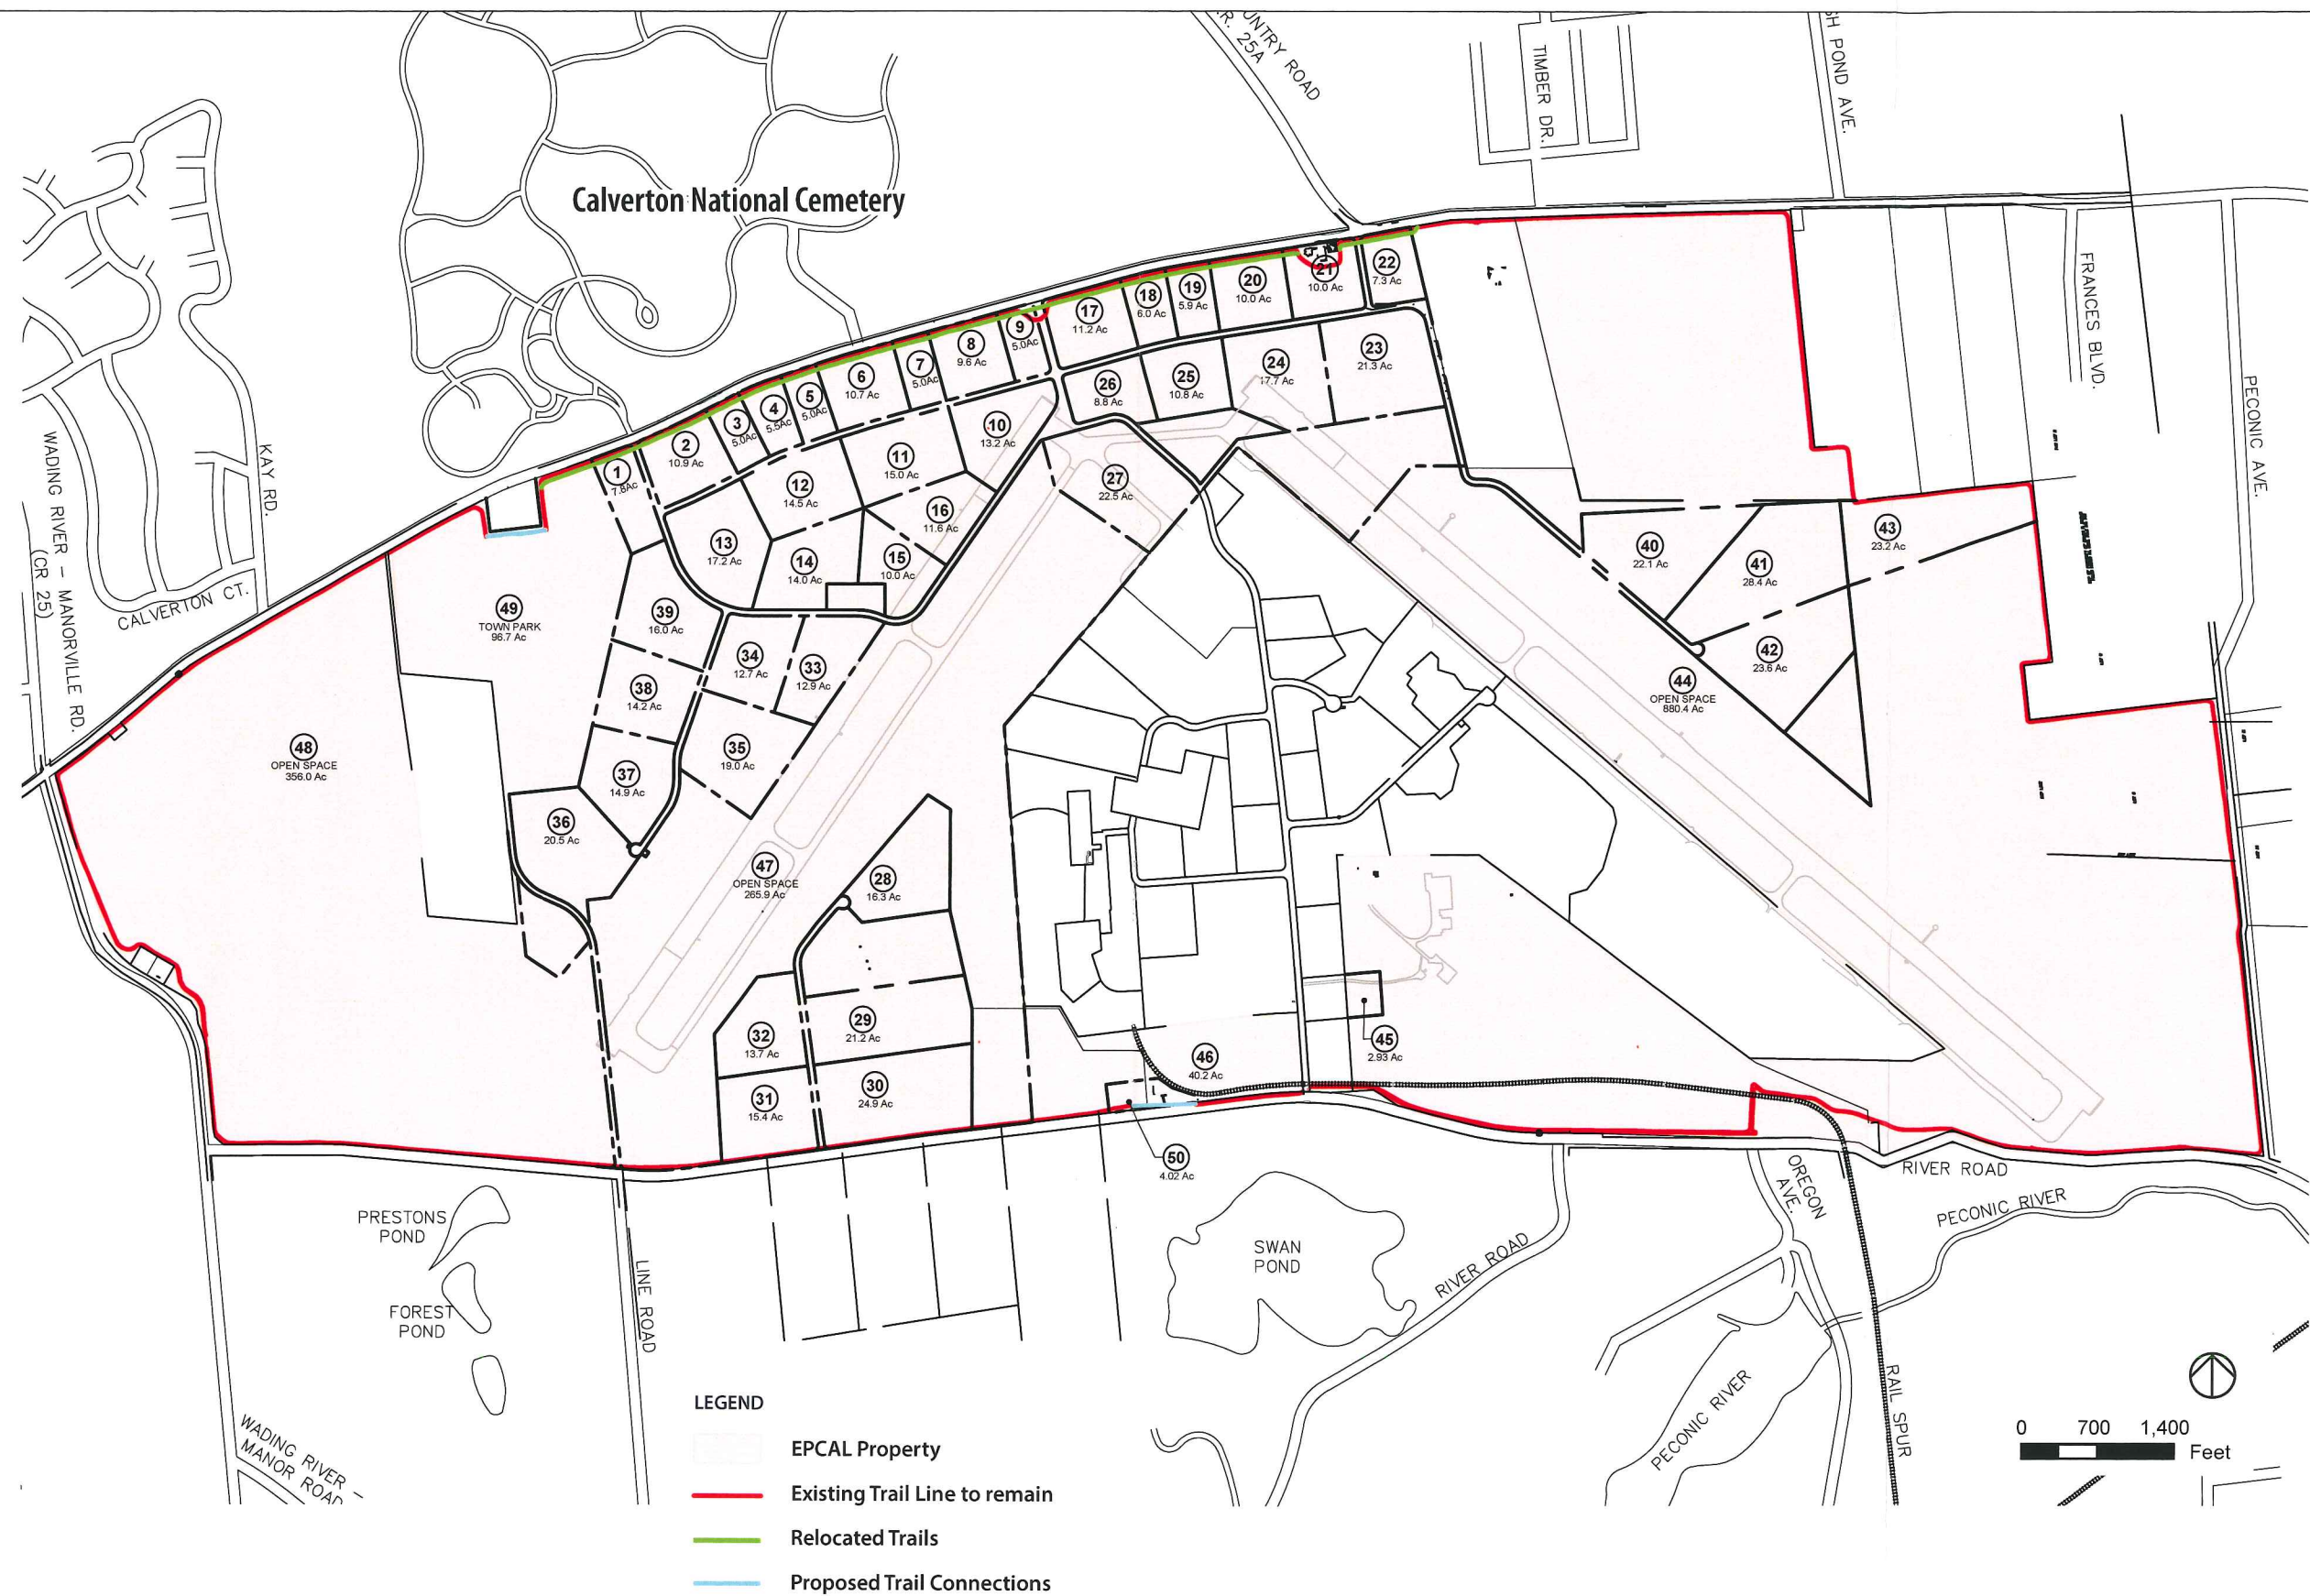 UNTRY ROAD
.R. 25A
TIMBER DR.
SH POND AVE.
Calverton National Cemetery
FRANCES BLVD.
PECONIC AVE.
KAY RD.
WADING RIVER – MANORVILLE RD.
(CR 25)
CALVERTON CT.
1
7.8Ac
2
10.9 Ac
3
5.0Ac
4
5.5Ac
5
5.0Ac
6
10.7 Ac
7
5.0Ac
8
9.6 Ac
9
5.0Ac
17
11.2 Ac
18
6.0 Ac
19
5.9 Ac
20
10.0 Ac
21
10.0 Ac
22
7.3 Ac
10
13.2 Ac
11
15.0 Ac
12
14.5 Ac
13
17.2 Ac
14
14.0 Ac
15
10.0 Ac
16
11.6 Ac
26
8.8 Ac
25
10.8 Ac
24
17.7 Ac
23
21.3 Ac
27
22.5 Ac
40
22.1 Ac
41
28.4 Ac
43
23.2 Ac
42
23.6 Ac
44
OPEN SPACE
880.4 Ac
49
TOWN PARK
96.7 Ac
39
16.0 Ac
34
12.7 Ac
33
12.9 Ac
38
14.2 Ac
35
19.0 Ac
37
14.9 Ac
36
20.5 Ac
48
OPEN SPACE
356.0 Ac
47
OPEN SPACE
265.9 Ac
28
16.3 Ac
29
21.2 Ac
32
13.7 Ac
31
15.4 Ac
30
24.9 Ac
46
40.2 Ac
45
2.93 Ac
50
4.02 Ac
PRESTONS
POND
FOREST
POND
LINE ROAD
SWAN
POND
RIVER ROAD
OREGON
AVE.
RIVER ROAD
PECONIC RIVER
PECONIC RIVER
RAIL SPUR
WADING RIVER –
MANOR ROAD
0 700 1,400
Feet
LEGEND
EPCAL Property
Existing Trail Line to remain
Relocated Trails
Proposed Trail Connections